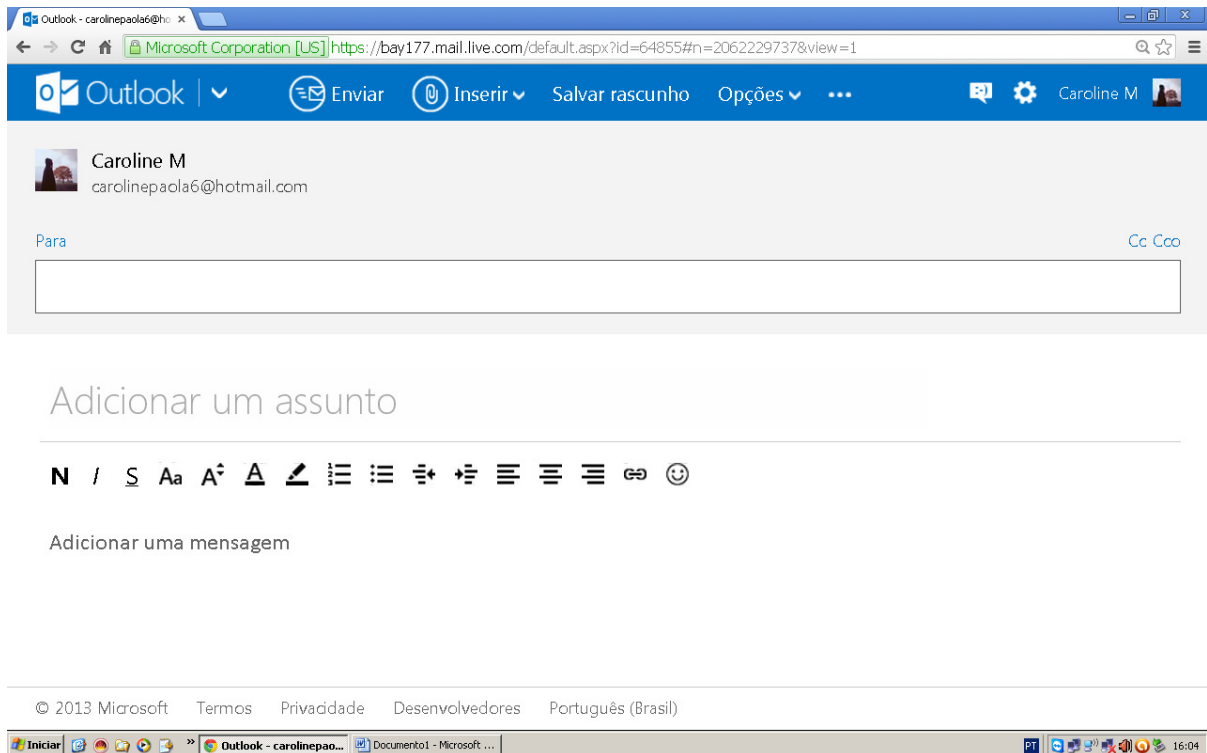 Outlook - carolinepaola6@ho
Microsoft Corporation [US] https://bay177.mail.live.com/default.aspx?id=64855#n=2062229737&view=1
Outlook Enviar Inserir Salvar rascunho Opções ••• Caroline M
Caroline M
carolinepaola6@hotmail.com
Para Cc Cco
Adicionar um assunto
N I S Aa A A
Adicionar uma mensagem
© 2013 Microsoft Termos Privacidade Desenvolvedores Português (Brasil)
Iniciar » Outlook - carolinepao... Documento1 - Microsoft ... PT 16:04